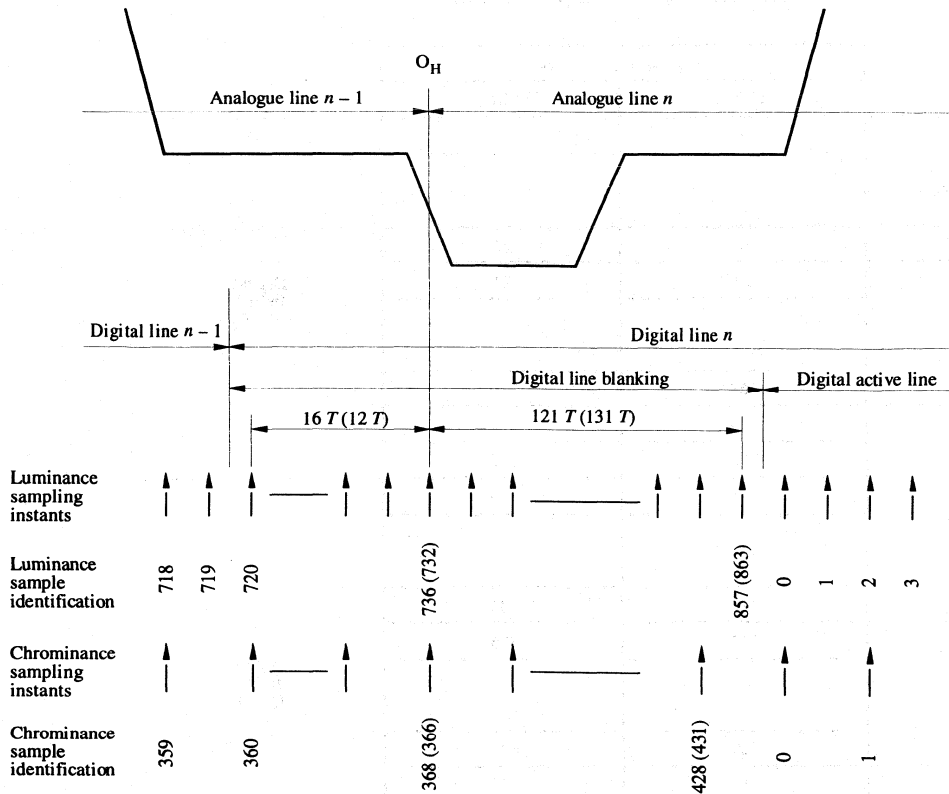 O_H
Analogue line n – 1
Analogue line n
Digital line n – 1
Digital line n
Digital line blanking
Digital active line
16 T (12 T)
121 T (131 T)
Luminance
sampling
instants
Luminance
sample
identification
718
719
720
736 (732)
857 (863)
0
1
2
3
Chrominance
sampling
instants
Chrominance
sample
identification
359
360
368 (366)
428 (431)
0
1